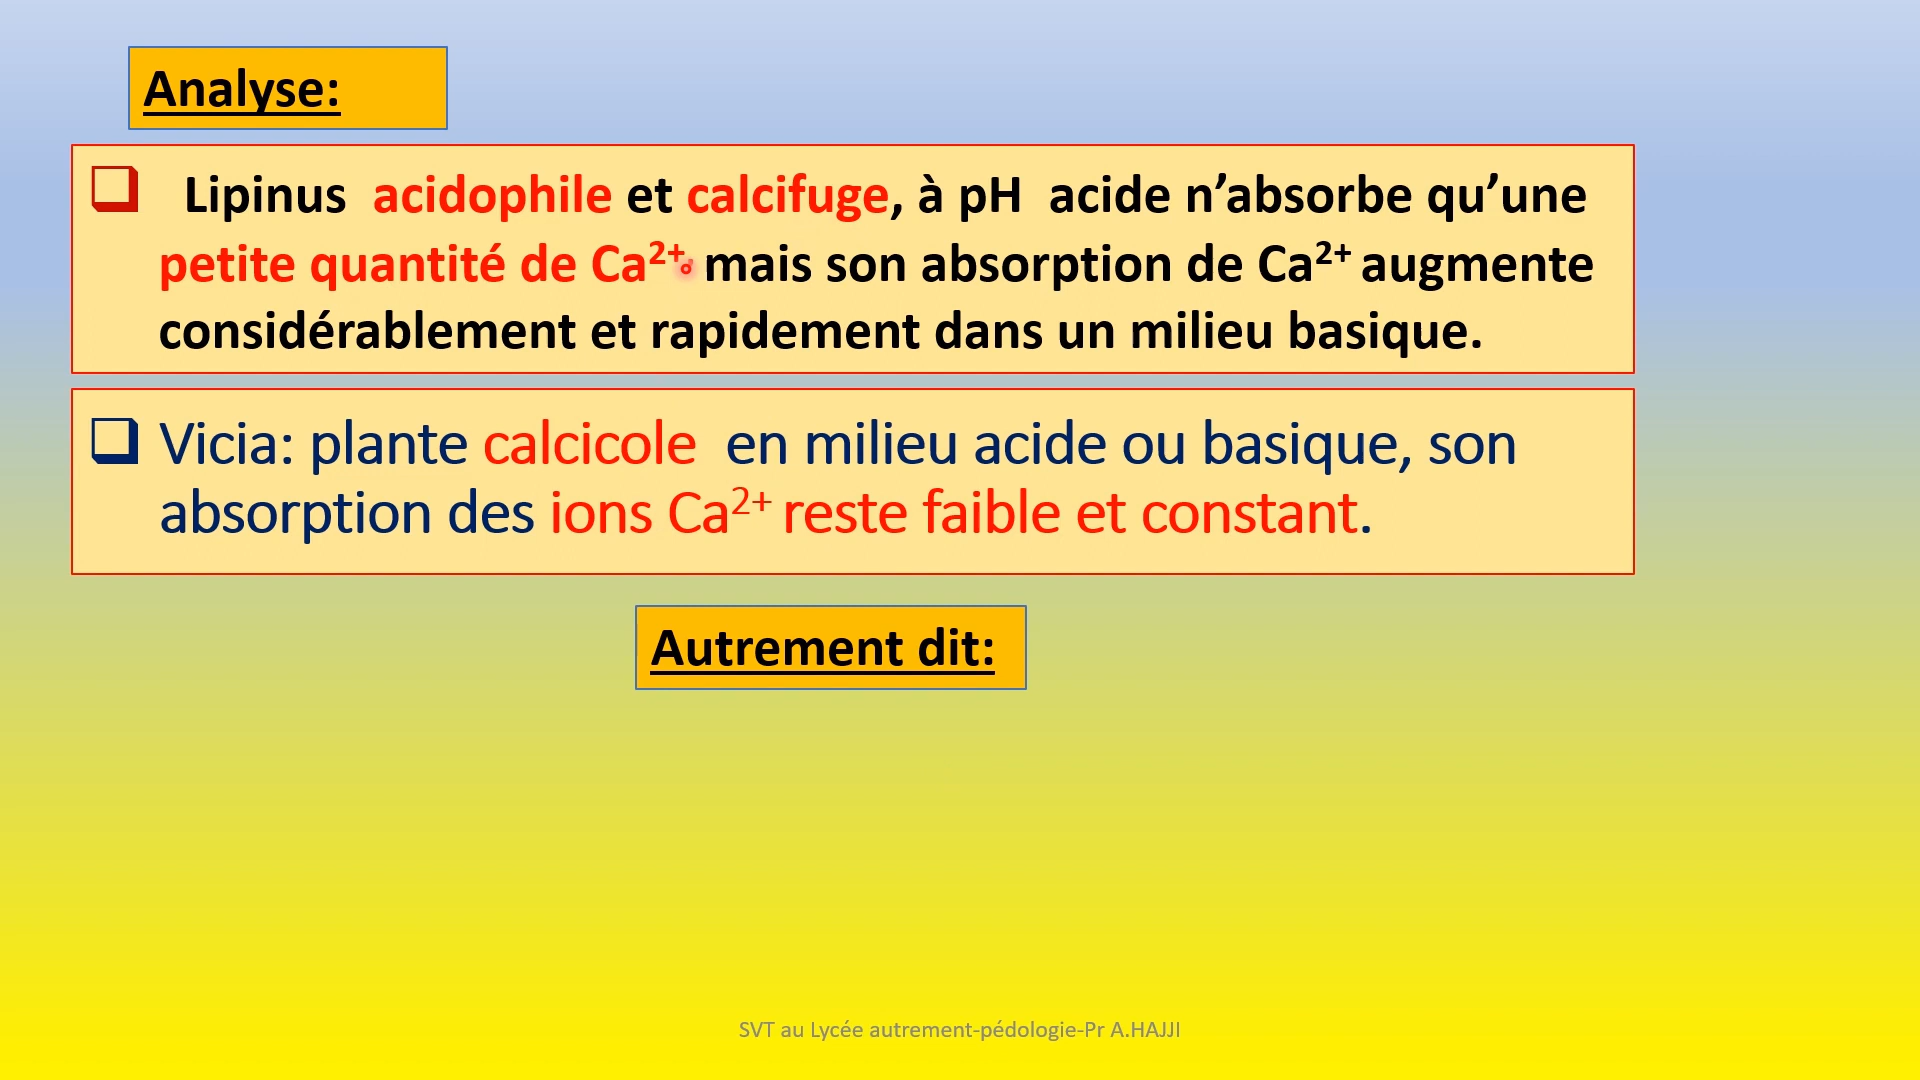 Analyse:
Lipinus acidophile et calcifuge, à pH acide n’absorbe qu’une
petite quantité de Ca²⁺ mais son absorption de Ca²⁺ augmente
considérablement et rapidement dans un milieu basique.
Vicia: plante calcicole en milieu acide ou basique, son
absorption des ions Ca²⁺ reste faible et constant.
Autrement dit:
SVT au Lycée autrement-pédologie-Pr A.HAJJI